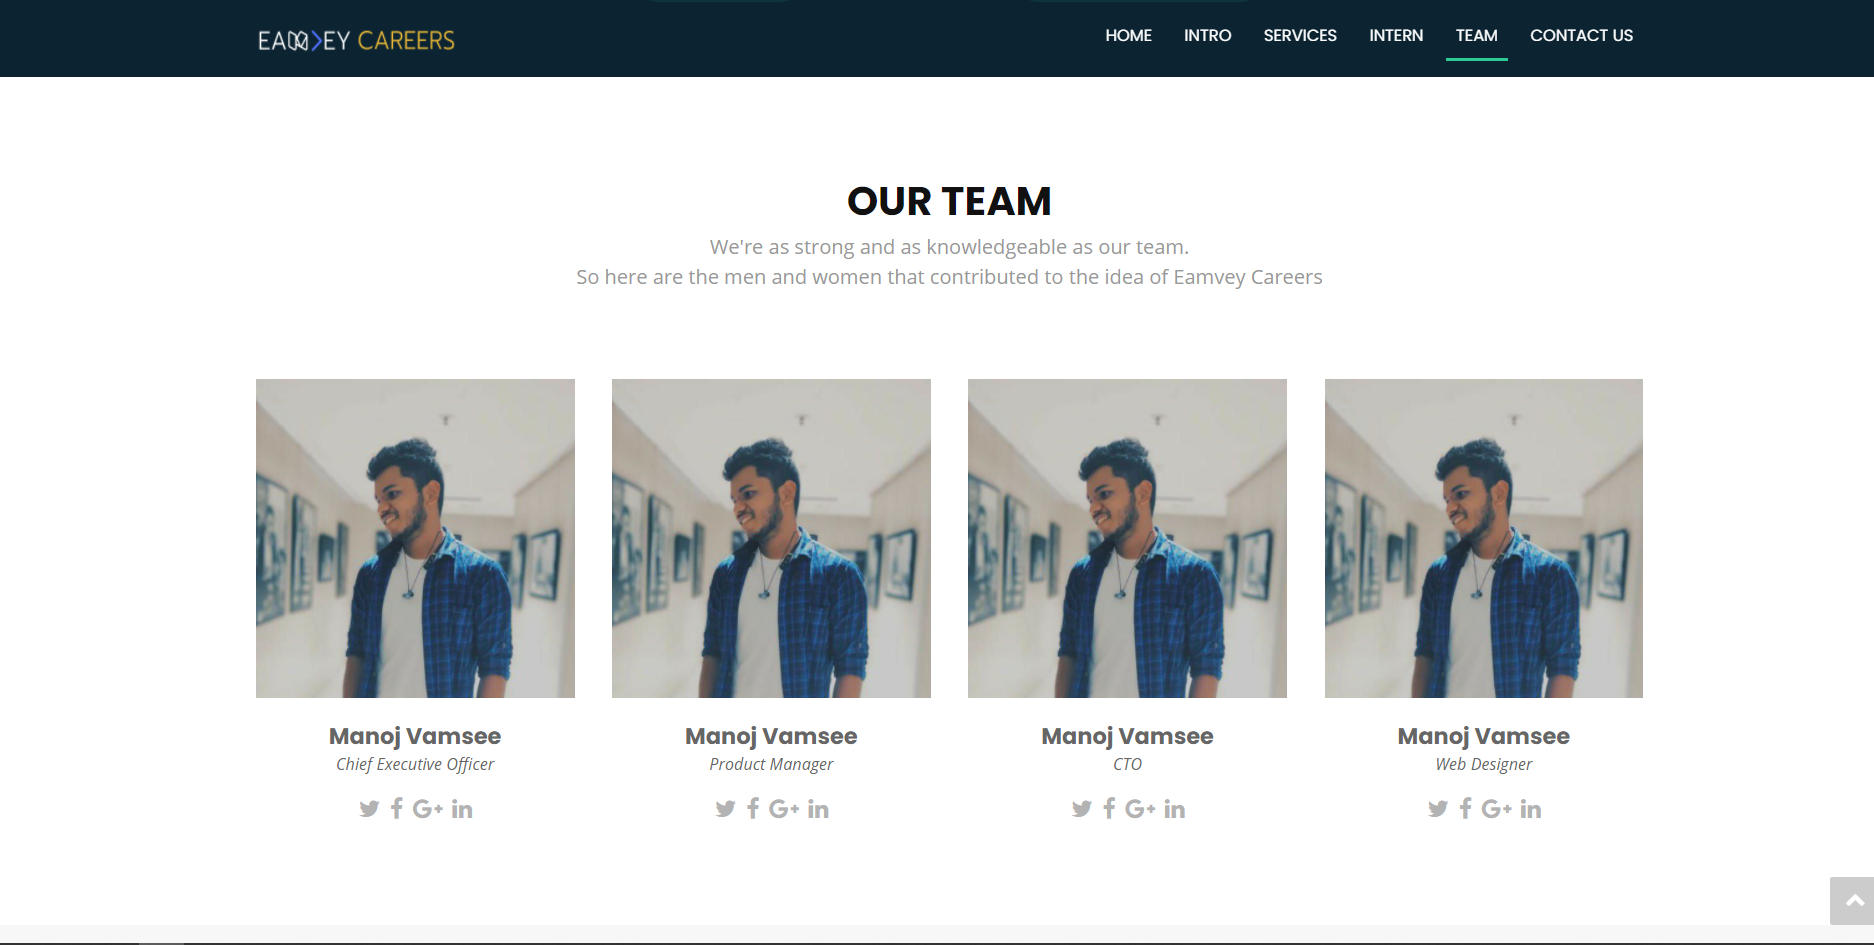 EAMVEY CAREERS
HOME INTRO SERVICES INTERN TEAM CONTACT US
OUR TEAM
We're as strong and as knowledgeable as our team.
So here are the men and women that contributed to the idea of Eamvey Careers
Manoj Vamsee
Chief Executive Officer
Manoj Vamsee
Product Manager
Manoj Vamsee
CTO
Manoj Vamsee
Web Designer